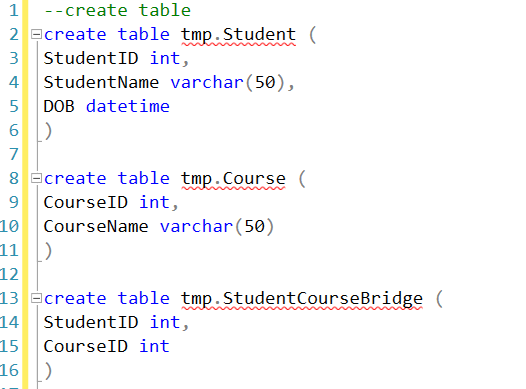 1 --create table
2 create table tmp.Student (
3 StudentID int,
4 StudentName varchar(50),
5 DOB datetime
6 )
7
8 create table tmp.Course (
9 CourseID int,
10 CourseName varchar(50)
11 )
12
13 create table tmp.StudentCourseBridge (
14 StudentID int,
15 CourseID int
16 )